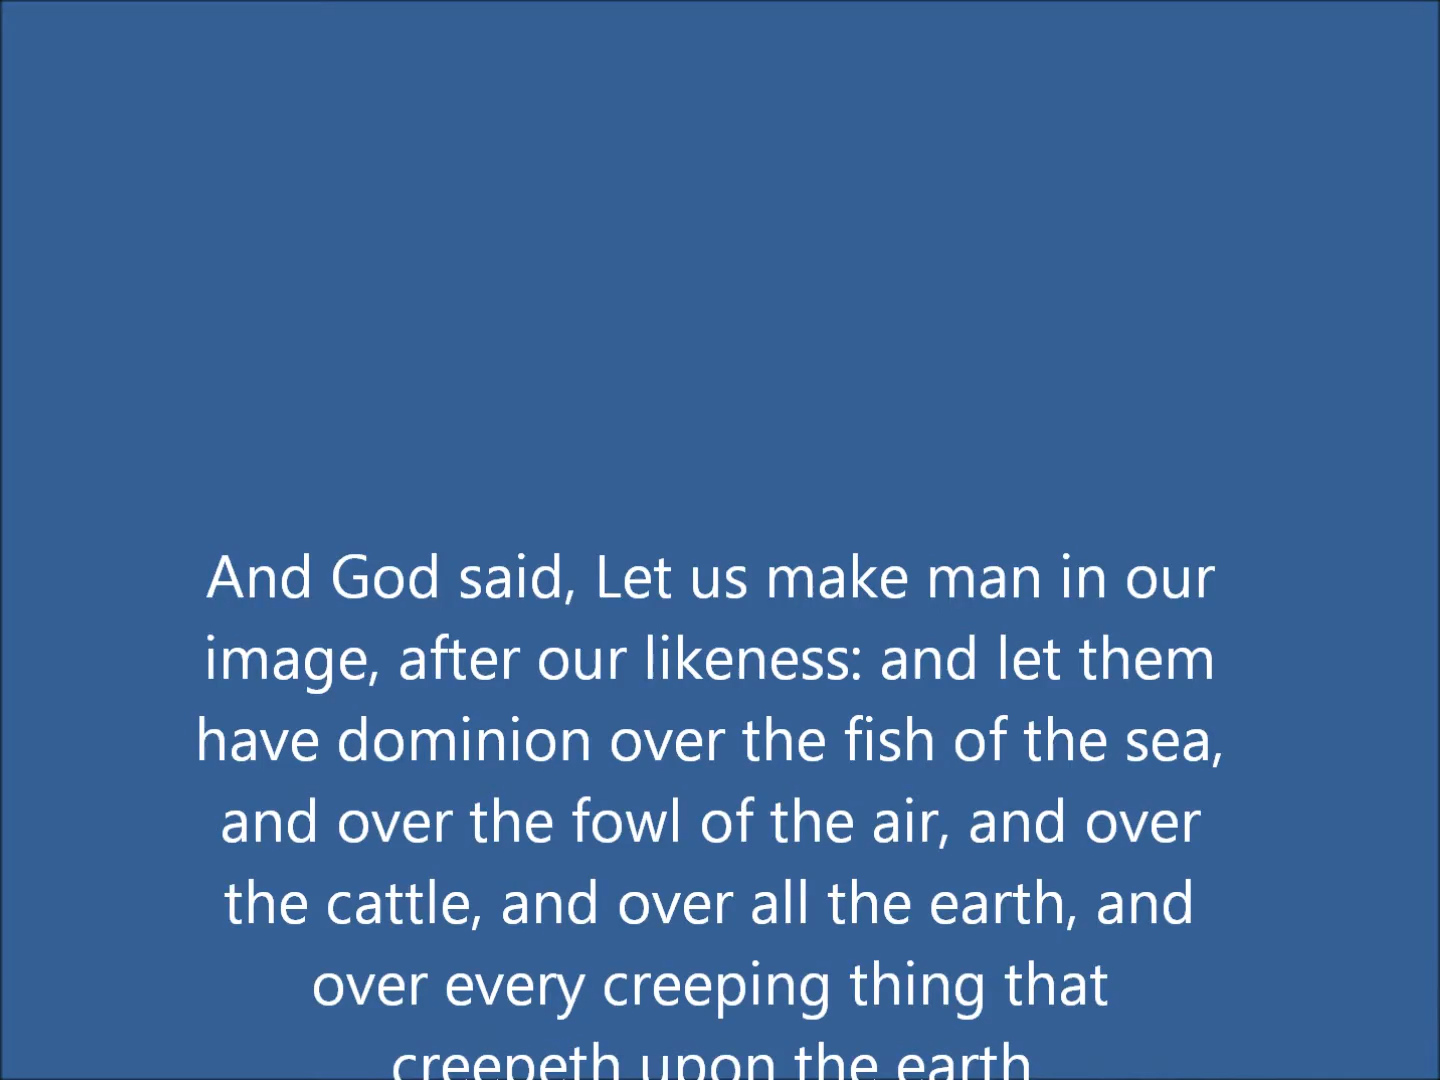 And God said, Let us make man in our
image, after our likeness: and let them
have dominion over the fish of the sea,
and over the fowl of the air, and over
the cattle, and over all the earth, and
over every creeping thing that
creepeth upon the earth